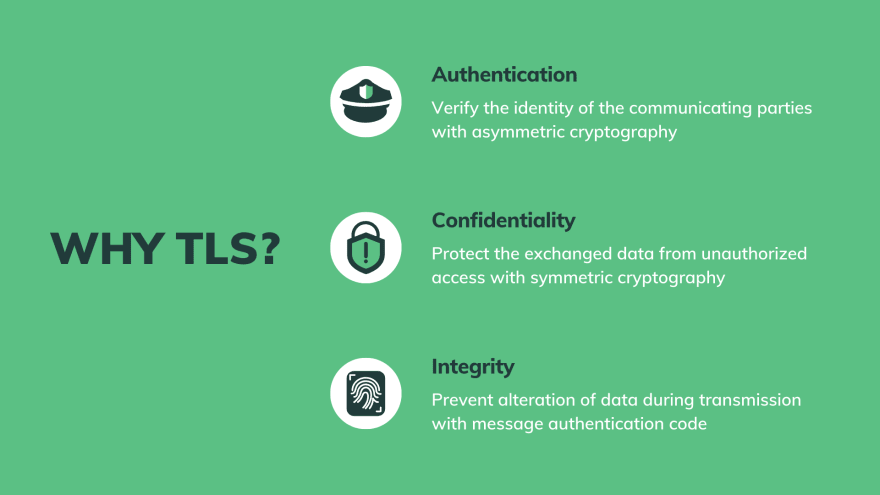 WHY TLS?
Authentication
Verify the identity of the communicating parties
with asymmetric cryptography
Confidentiality
Protect the exchanged data from unauthorized
access with symmetric cryptography
Integrity
Prevent alteration of data during transmission
with message authentication code